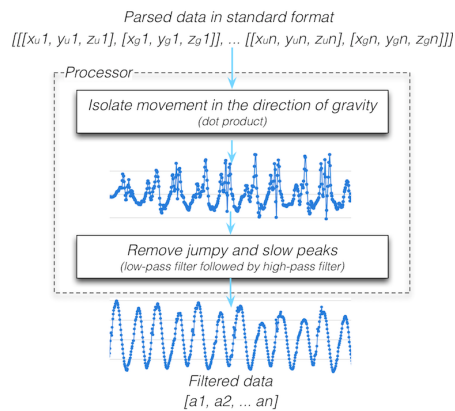 Parsed data in standard format
[[[xu1, yu1, zu1], [xg1, yg1, zg1]], ... [[xun, yun, zun], [xgn, ygn, zgn]]]
Processor
Isolate movement in the direction of gravity
(dot product)
Remove jumpy and slow peaks
(low-pass filter followed by high-pass filter)
Filtered data
[a1, a2, ... an]